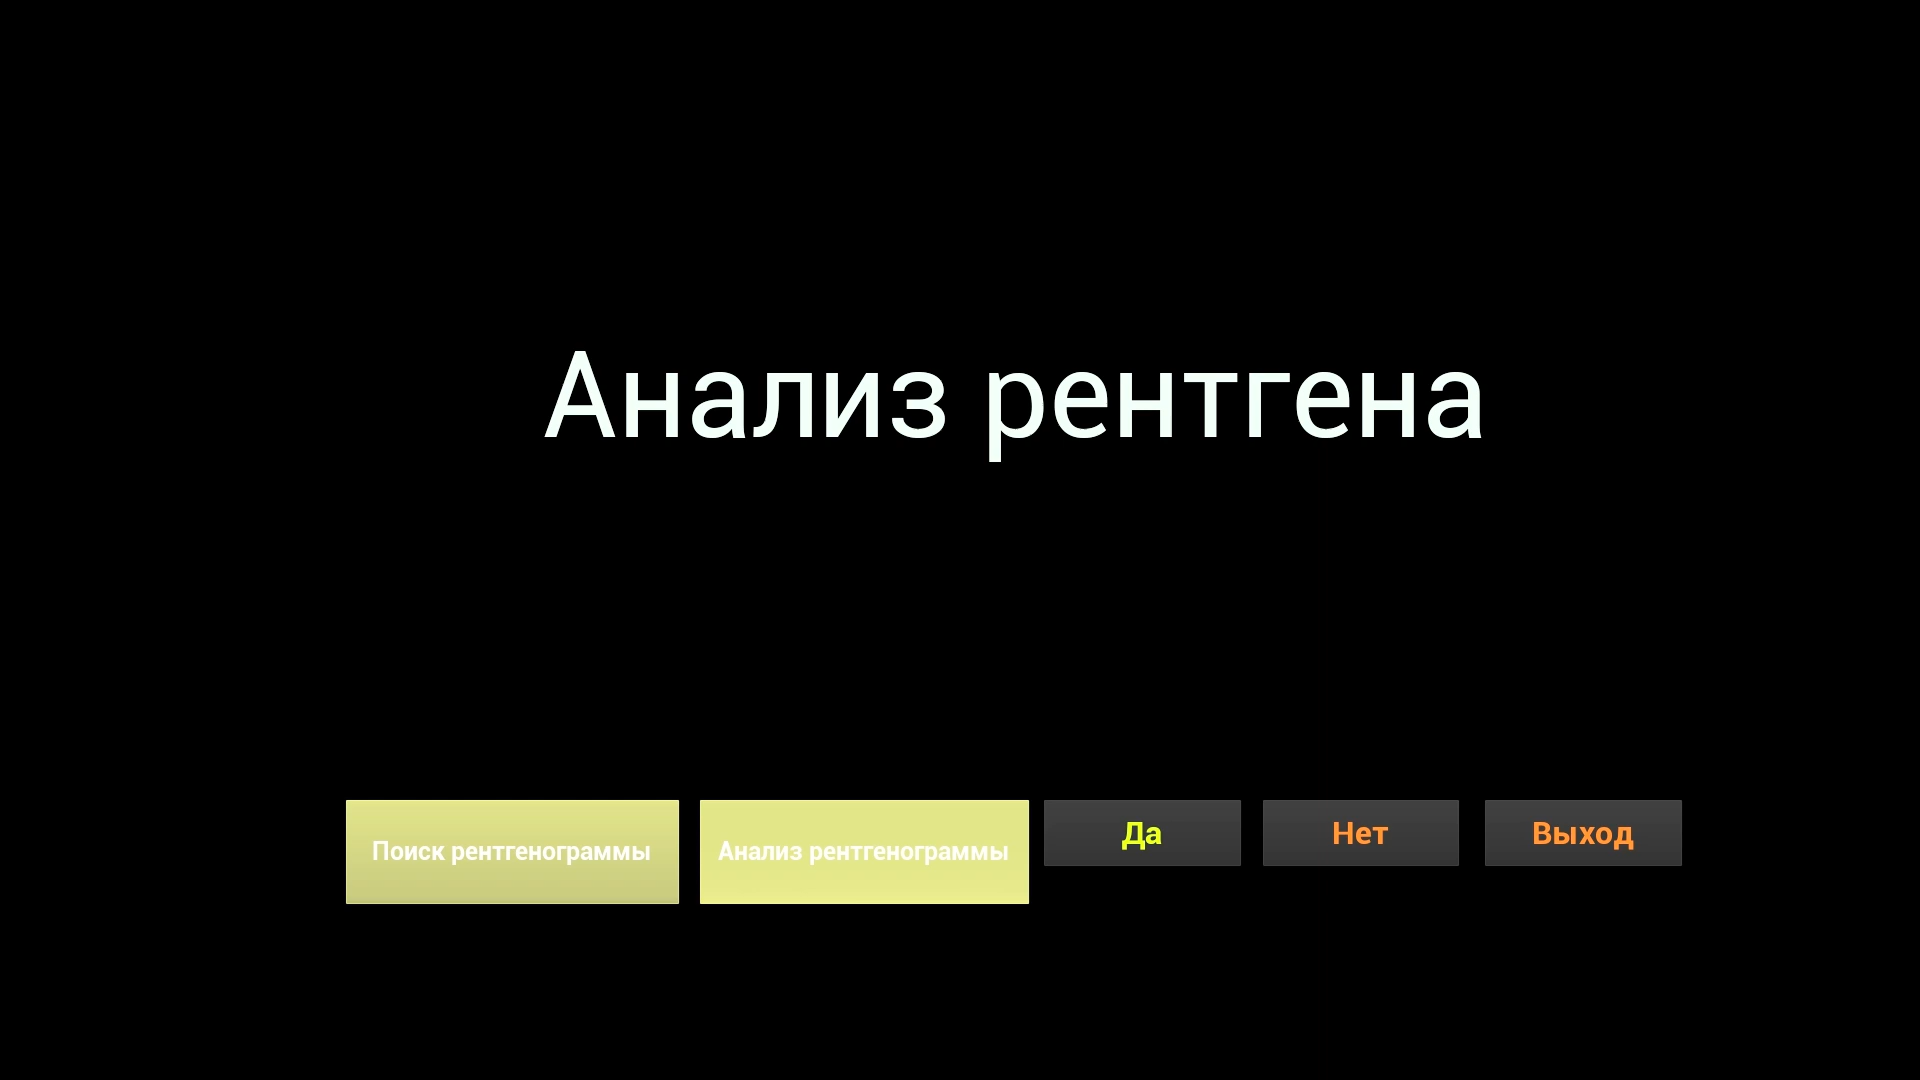 Анализ рентгена
Поиск рентгенограммы
Анализ рентгенограммы
Да
Нет
Выход